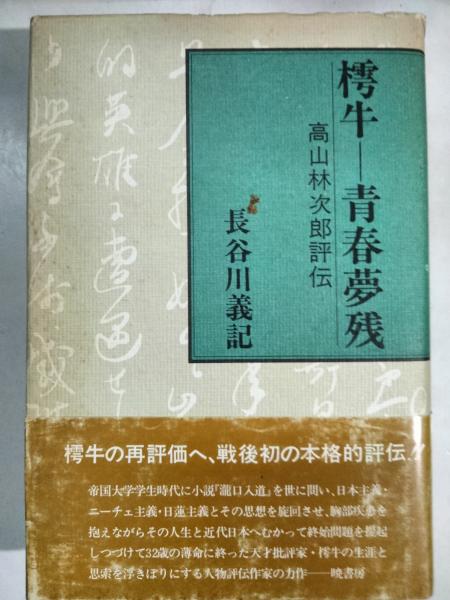 樗牛―青春夢残
高山林次郎評伝
長谷川義記
的英雄
樗牛の再評価へ、戦後初の本格的評伝!
帝国大学学生時代に小説『瀧口入道』を世に問い、日本主義・
ニーチェ主義・日蓮主義とその思想を旋回させ、胸部疾患を
抱えながらその人生と近代日本へむかって終始問題を提起
しつづけて32歳の薄命に終った天才批評家・樗牛の生涯と
思索を浮きぼりにする人物評伝作家の力作――暁書房